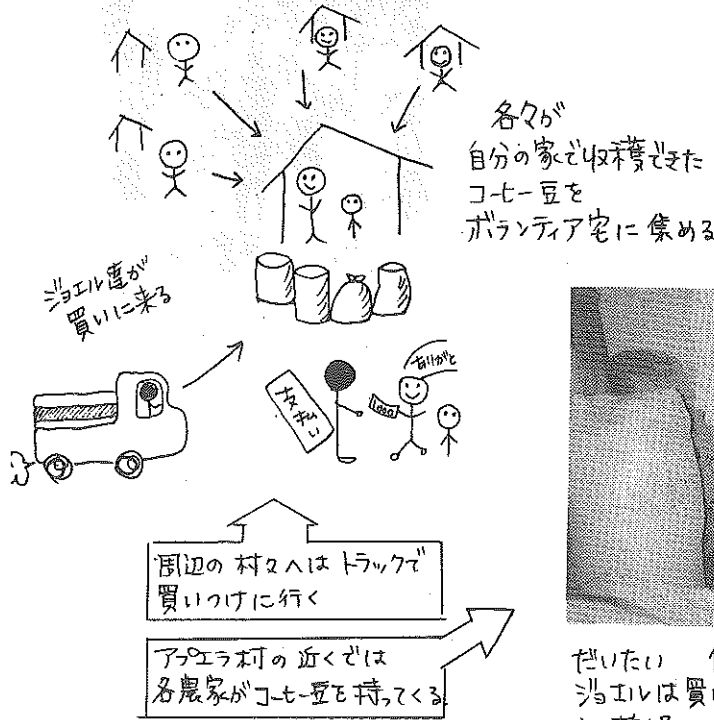 各々が
自分の家で収穫できた
コーヒー豆を
ボランティア宅に集める
ジョエル達が
買いに来る
ありがと
支払い
1000
周辺の村々へはトラックで
買いつけに行く
アプエラ村の近くでは
各農家がコーヒー豆を持ってくる
だいたい
ジョエルは買い